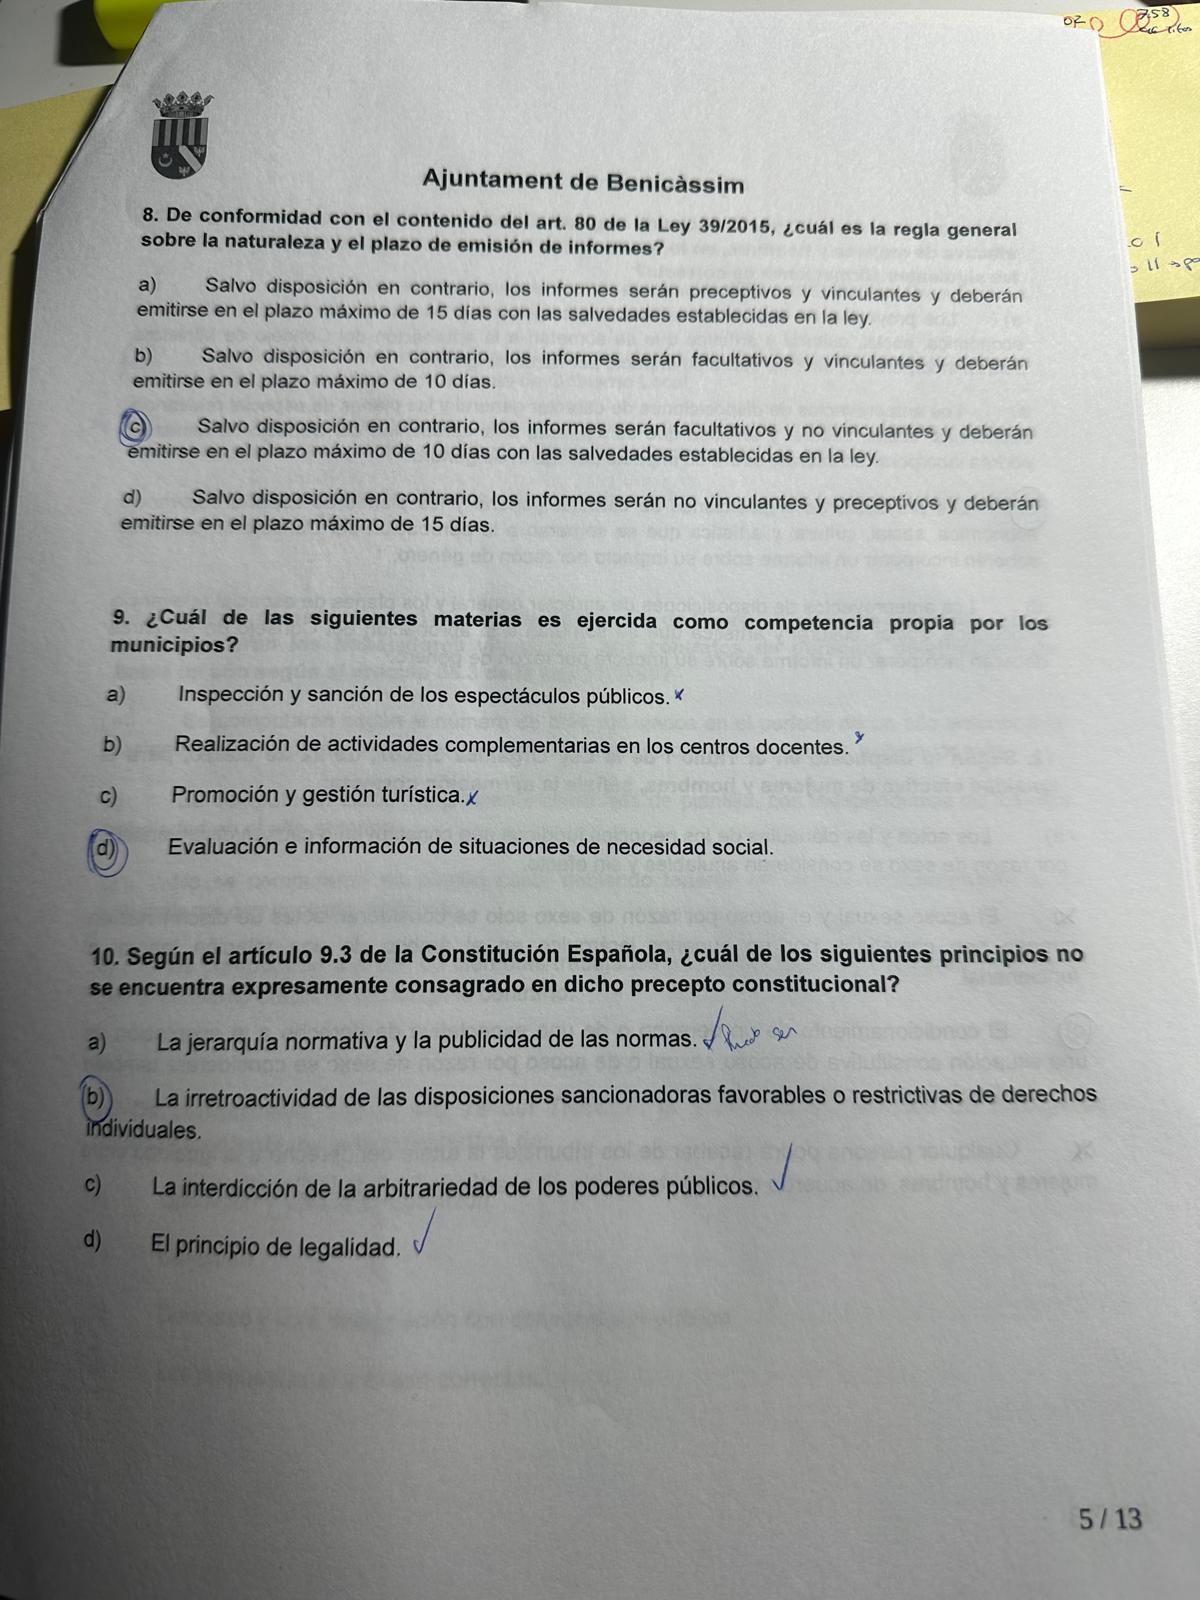 07
7.58
Ajuntament de Benicàssim
8. De conformidad con el contenido del art. 80 de la Ley 39/2015, ¿cuál es la regla general
sobre la naturaleza y el plazo de emisión de informes?
a) Salvo disposición en contrario, los informes serán preceptivos y vinculantes y deberán
emitirse en el plazo máximo de 15 días con las salvedades establecidas en la ley.
b) Salvo disposición en contrario, los informes serán facultativos y vinculantes y deberán
emitirse en el plazo máximo de 10 días.
c) Salvo disposición en contrario, los informes serán facultativos y no vinculantes y deberán
emitirse en el plazo máximo de 10 días con las salvedades establecidas en la ley.
d) Salvo disposición en contrario, los informes serán no vinculantes y preceptivos y deberán
emitirse en el plazo máximo de 15 días.
9. ¿Cuál de las siguientes materias es ejercida como competencia propia por los
municipios?
a) Inspección y sanción de los espectáculos públicos. x
b) Realización de actividades complementarias en los centros docentes. x
c) Promoción y gestión turística. x
d) Evaluación e información de situaciones de necesidad social.
10. Según el artículo 9.3 de la Constitución Española, ¿cuál de los siguientes principios no
se encuentra expresamente consagrado en dicho precepto constitucional?
a) La jerarquía normativa y la publicidad de las normas. ser
b) La irretroactividad de las disposiciones sancionadoras favorables o restrictivas de derechos
individuales.
c) La interdicción de la arbitrariedad de los poderes públicos.
d) El principio de legalidad.
5 / 13